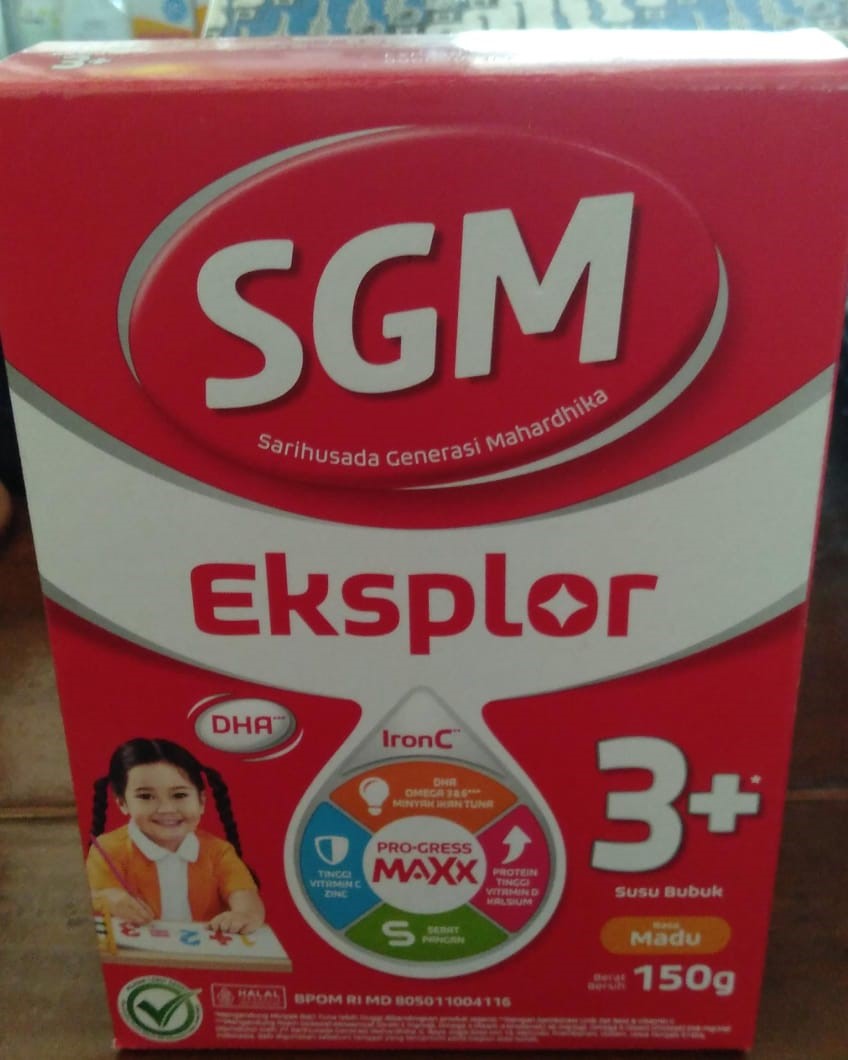 SGM
Sarihusada Generasi Mahardhika
Eksplor
DHA***
IronC**
DHA
OMEGA 3&6***
MINYAK IKAN TUNA
TINGGI
VITAMIN C
ZINC
PRO-GRESS
MAXX
PROTEIN
TINGGI
VITAMIN D
KALSIUM
SERAT
PANGAN
3+*
Susu Bubuk
Rasa
Madu
Berat
Bersih 150g
HALAL
BPOM RI MD 805011004116